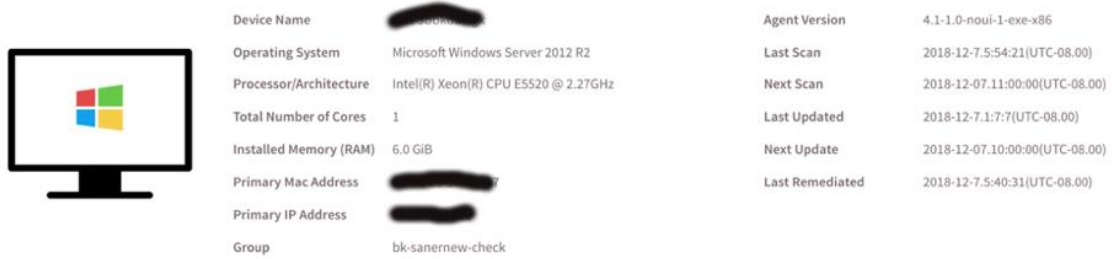 Device Name
Operating System Microsoft Windows Server 2012 R2
Processor/Architecture Intel(R) Xeon(R) CPU E5520 @ 2.27GHz
Total Number of Cores 1
Installed Memory (RAM) 6.0 GiB
Primary Mac Address
Primary IP Address
Group bk-sanernew-check
Agent Version 4.1-1.0-noui-1-exe-x86
Last Scan 2018-12-7.5:54:21(UTC-08.00)
Next Scan 2018-12-07.11:00:00(UTC-08.00)
Last Updated 2018-12-7.1:7:7(UTC-08.00)
Next Update 2018-12-07.10:00:00(UTC-08.00)
Last Remediated 2018-12-7.5:40:31(UTC-08.00)